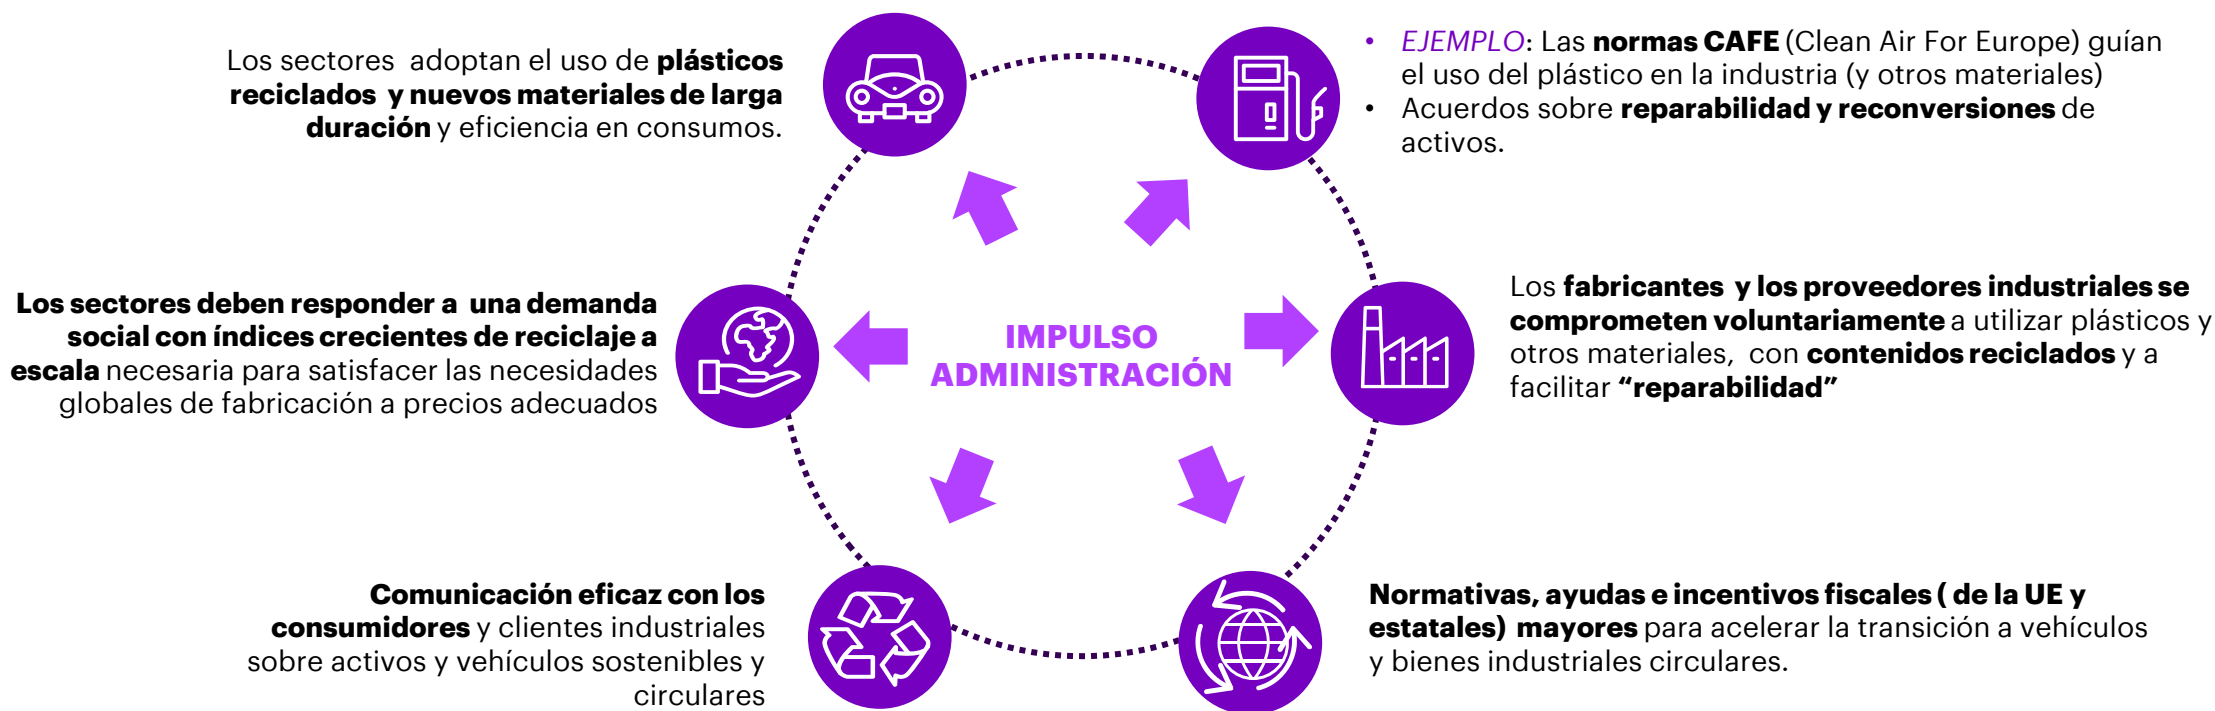 Los sectores adoptan el uso de plásticos
reciclados y nuevos materiales de larga
duración y eficiencia en consumos.
• EJEMPLO: Las normas CAFE (Clean Air For Europe) guían
el uso del plástico en la industria (y otros materiales)
• Acuerdos sobre reparabilidad y reconversiones de
activos.
Los sectores deben responder a una demanda
social con índices crecientes de reciclaje a
escala necesaria para satisfacer las necesidades
globales de fabricación a precios adecuados
IMPULSO
ADMINISTRACIÓN
Los fabricantes y los proveedores industriales se
comprometen voluntariamente a utilizar plásticos y
otros materiales, con contenidos reciclados y a
facilitar “reparabilidad”
Comunicación eficaz con los
consumidores y clientes industriales
sobre activos y vehículos sostenibles y
circulares
Normativas, ayudas e incentivos fiscales ( de la UE y
estatales) mayores para acelerar la transición a vehículos
y bienes industriales circulares.